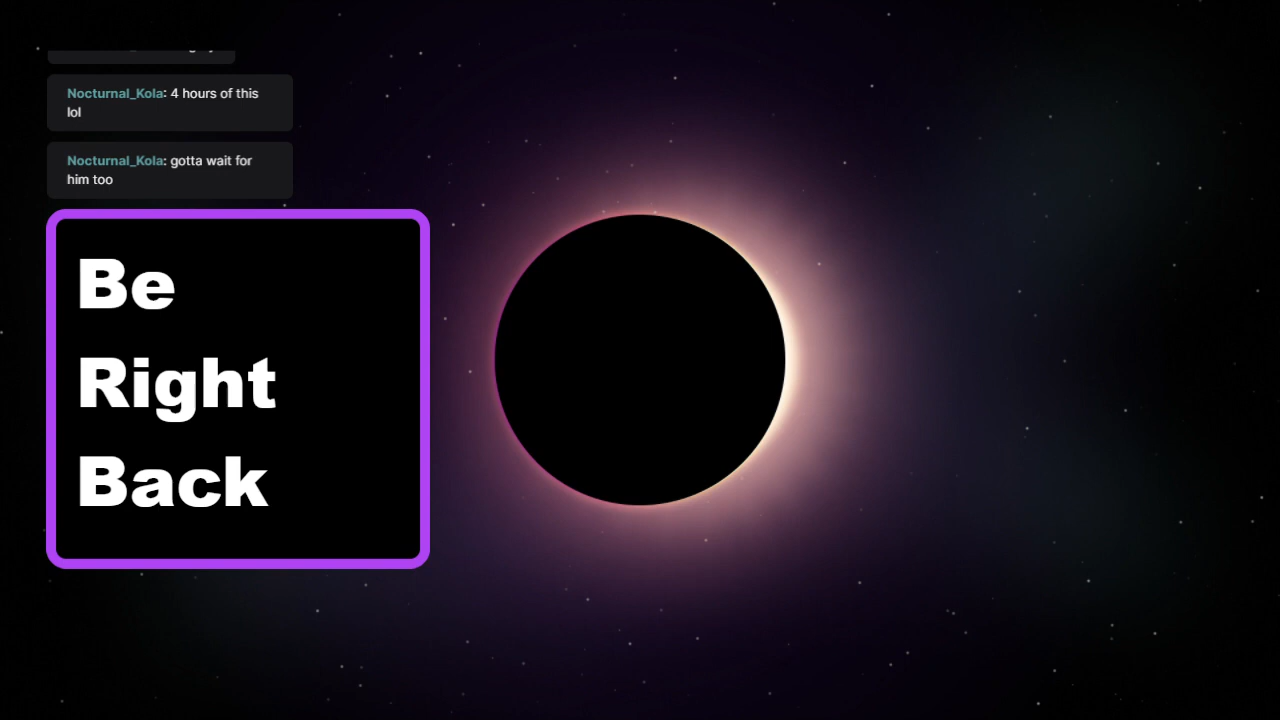 Nocturnal_Kola: 4 hours of this
lol
Nocturnal_Kola: gotta wait for
him too
Be
Right
Back